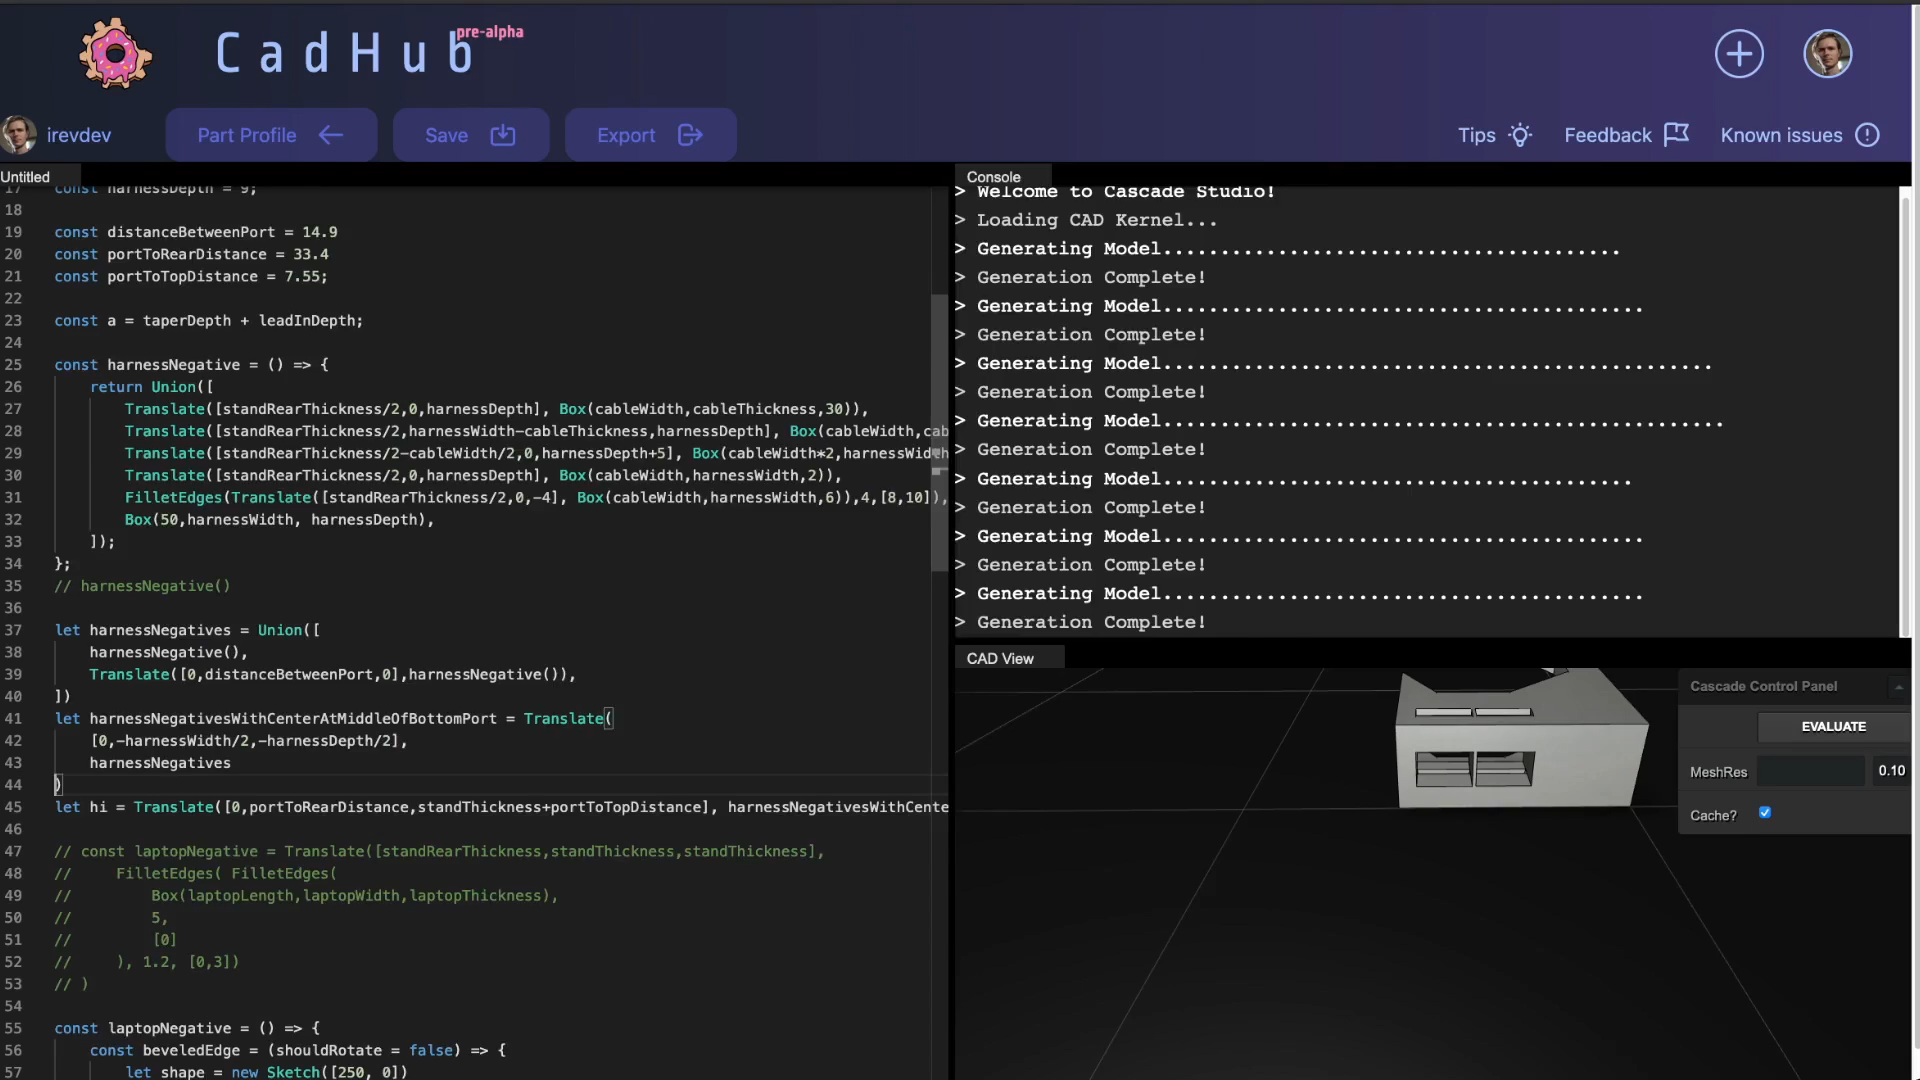 CadHub
pre-alpha
irevdev
Part Profile
Save
Export
Tips
Feedback
Known issues
Untitled
17 const harnessDepth = 9;
18
19 const distanceBetweenPort = 14.9
20 const portToRearDistance = 33.4
21 const portToTopDistance = 7.55;
22
23 const a = taperDepth + leadInDepth;
24
25 const harnessNegative = () => {
26 return Union([
27 Translate([standRearThickness/2,0,harnessDepth], Box(cableWidth,cableThickness,30)),
28 Translate([standRearThickness/2,harnessWidth-cableThickness,harnessDepth], Box(cableWidth,cab
29 Translate([standRearThickness/2-cableWidth/2,0,harnessDepth+5], Box(cableWidth*2,harnessWidth
30 Translate([standRearThickness/2,0,harnessDepth], Box(cableWidth,harnessWidth,2)),
31 FilletEdges(Translate([standRearThickness/2,0,-4], Box(cableWidth,harnessWidth,6)),4,[8,10]),
32 Box(50,harnessWidth, harnessDepth),
33 ]);
34 };
35 // harnessNegative()
36
37 let harnessNegatives = Union([
38 harnessNegative(),
39 Translate([0,distanceBetweenPort,0],harnessNegative()),
40 ])
41 let harnessNegativesWithCenterAtMiddleOfBottomPort = Translate(
42 [0,-harnessWidth/2,-harnessDepth/2],
43 harnessNegatives
44 )
45 let hi = Translate([0,portToRearDistance,standThickness+portToTopDistance], harnessNegativesWithCente
46
47 // const laptopNegative = Translate([standRearThickness,standThickness,standThickness],
48 // FilletEdges( FilletEdges(
49 // Box(laptopLength,laptopWidth,laptopThickness),
50 // 5,
51 // [0]
52 // ), 1.2, [0,3])
53 // )
54
55 const laptopNegative = () => {
56 const beveledEdge = (shouldRotate = false) => {
57 let shape = new Sketch([250, 0])
Console
> Welcome to Cascade Studio!
> Loading CAD Kernel...
> Generating Model........................................
> Generation Complete!
> Generating Model..........................................
> Generation Complete!
> Generating Model................................................
> Generation Complete!
> Generating Model.................................................
> Generation Complete!
> Generating Model.........................................
> Generation Complete!
> Generating Model..........................................
> Generation Complete!
> Generating Model..........................................
> Generation Complete!
CAD View
Cascade Control Panel
EVALUATE
MeshRes 0.10
Cache?